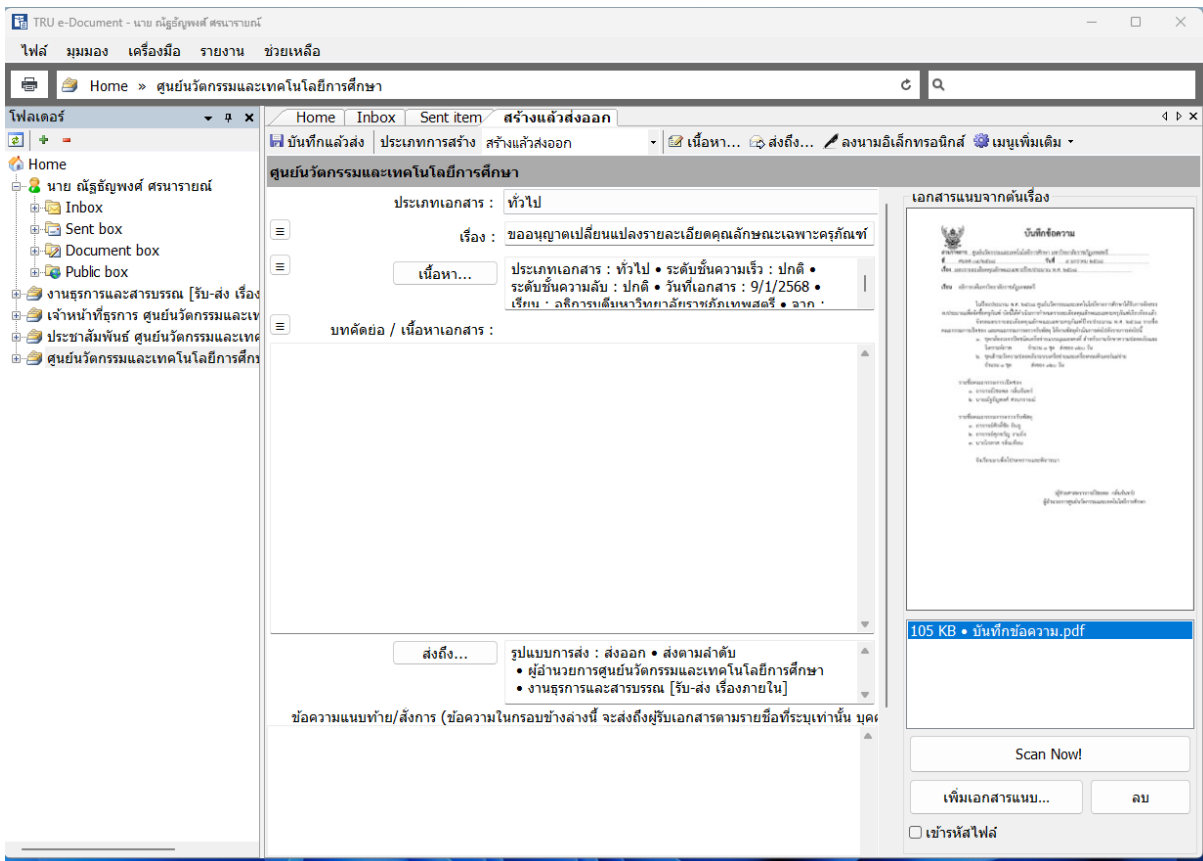 TRU e-Document - นาย ณัฐธัญพงศ์ ศรนารายณ์
ไฟล์ มุมมอง เครื่องมือ รายงาน ช่วยเหลือ
Home » ศูนย์นวัตกรรมและเทคโนโลยีการศึกษา
โฟลเดอร์
Home
นาย ณัฐธัญพงศ์ ศรนารายณ์
Inbox
Sent box
Document box
Public box
งานธุรการและสารบรรณ [รับ-ส่ง เรื่อง
เจ้าหน้าที่ธุรการ ศูนย์นวัตกรรมและเท
ประชาสัมพันธ์ ศูนย์นวัตกรรมและเทค
ศูนย์นวัตกรรมและเทคโนโลยีการศึก
Home Inbox Sent item สร้างแล้วส่งออก
บันทึกแล้วส่ง ประเภทการสร้าง สร้างแล้วส่งออก เนื้อหา... ส่งถึง... ลงนามอิเล็กทรอนิกส์ เมนูเพิ่มเติม
ศูนย์นวัตกรรมและเทคโนโลยีการศึกษา
ประเภทเอกสาร : ทั่วไป
เรื่อง : ขออนุญาตเปลี่ยนแปลงรายละเอียดคุณลักษณะเฉพาะครุภัณฑ์
เนื้อหา... ประเภทเอกสาร : ทั่วไป • ระดับชั้นความเร็ว : ปกติ •
ระดับชั้นความลับ : ปกติ • วันที่เอกสาร : 9/1/2568 •
เรียน : อธิการบดีมหาวิทยาลัยราชภัฏเทพสตรี • จาก :
บทคัดย่อ / เนื้อหาเอกสาร :
ส่งถึง... รูปแบบการส่ง : ส่งออก • ส่งตามลำดับ
• ผู้อำนวยการศูนย์นวัตกรรมและเทคโนโลยีการศึกษา
• งานธุรการและสารบรรณ [รับ-ส่ง เรื่องภายใน]
ข้อความแนบท้าย/สั่งการ (ข้อความในกรอบข้างล่างนี้ จะส่งถึงผู้รับเอกสารตามรายชื่อที่ระบุเท่านั้น บุคค
เอกสารแนบจากต้นเรื่อง
บันทึกข้อความ
105 KB • บันทึกข้อความ.pdf
Scan Now!
เพิ่มเอกสารแนบ... ลบ
เข้ารหัสไฟล์